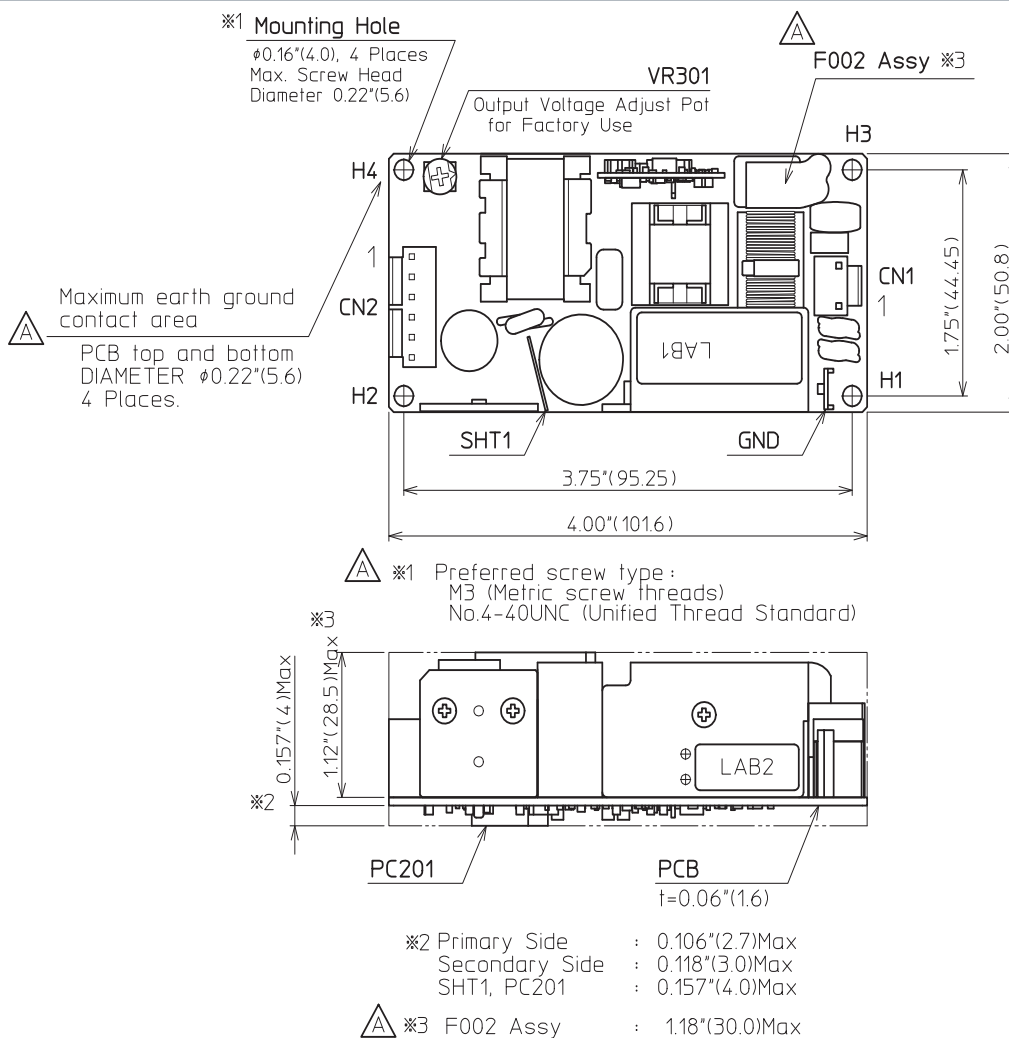 ※1 Mounting Hole
φ0.16"(4.0), 4 Places
Max. Screw Head
Diameter 0.22"(5.6)
VR301
Output Voltage Adjust Pot
for Factory Use
A
F002 Assy ※3
H3
H4
1
CN2
CN1
1
LAB1
H2
H1
A
Maximum earth ground
contact area
PCB top and bottom
DIAMETER φ0.22"(5.6)
4 Places.
1.75"(44.45)
2.00"(50.8)
SHT1
GND
3.75"(95.25)
4.00"(101.6)
A ※1 Preferred screw type :
M3 (Metric screw threads)
No.4-40UNC (Unified Thread Standard)
※3
1.12"(28.5)Max
0.157"(4)Max
※2
LAB2
PC201
PCB
t=0.06"(1.6)
※2 Primary Side : 0.106"(2.7)Max
Secondary Side : 0.118"(3.0)Max
SHT1, PC201 : 0.157"(4.0)Max
A ※3 F002 Assy : 1.18"(30.0)Max